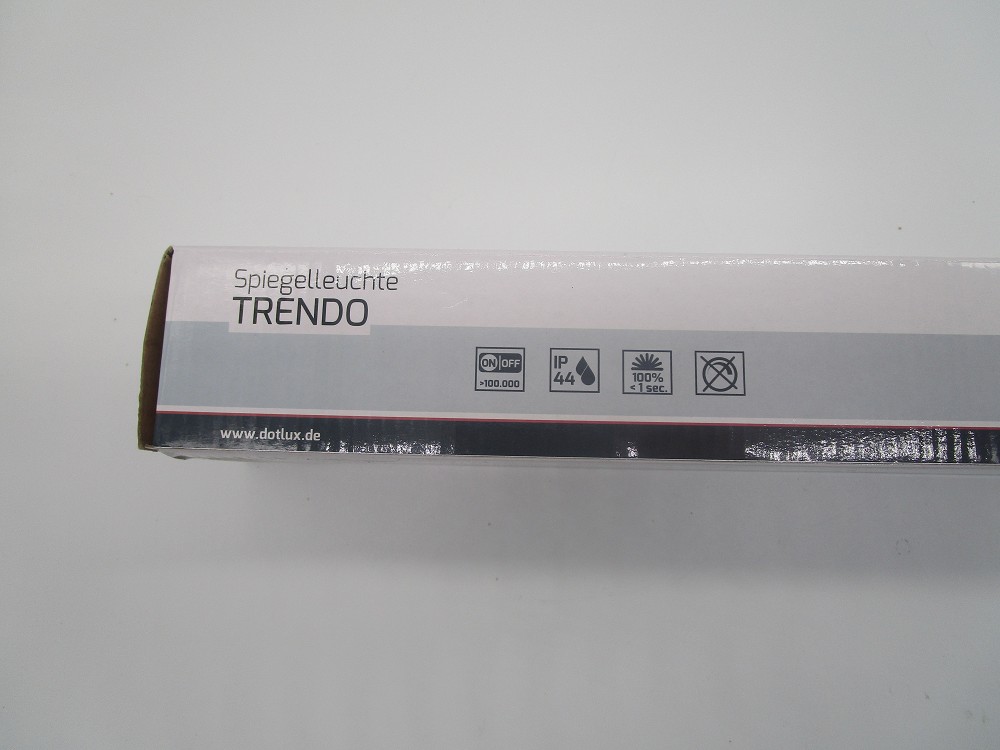 Spiegelleuchte
TRENDO
ON OFF
>100.000
IP
44
100%
< 1 sec.
www.dotlux.de